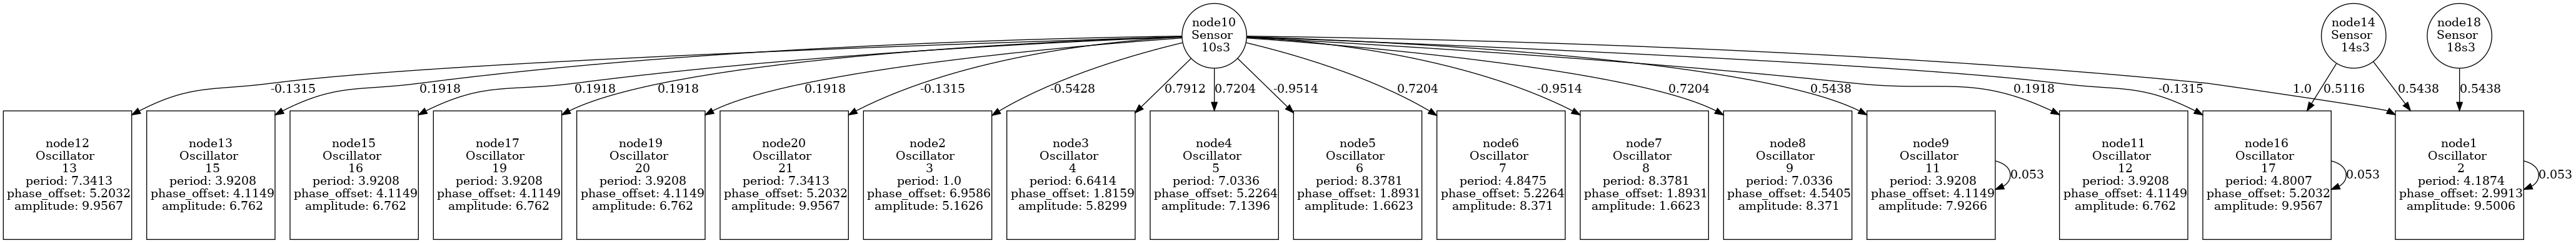 node10
Sensor
10s3
node14
Sensor
14s3
node18
Sensor
18s3
-0.1315
0.1918
0.1918
0.1918
0.1918
-0.1315
-0.5428
0.7912
0.7204
-0.9514
0.7204
-0.9514
0.7204
0.5438
0.1918
-0.1315
1.0
0.5116
0.5438
0.5438
node12
Oscillator
13
period: 7.3413
phase_offset: 5.2032
amplitude: 9.9567
node13
Oscillator
15
period: 3.9208
phase_offset: 4.1149
amplitude: 6.762
node15
Oscillator
16
period: 3.9208
phase_offset: 4.1149
amplitude: 6.762
node17
Oscillator
19
period: 3.9208
phase_offset: 4.1149
amplitude: 6.762
node19
Oscillator
20
period: 3.9208
phase_offset: 4.1149
amplitude: 6.762
node20
Oscillator
21
period: 7.3413
phase_offset: 5.2032
amplitude: 9.9567
node2
Oscillator
3
period: 1.0
phase_offset: 6.9586
amplitude: 5.1626
node3
Oscillator
4
period: 6.6414
phase_offset: 1.8159
amplitude: 5.8299
node4
Oscillator
5
period: 7.0336
phase_offset: 5.2264
amplitude: 7.1396
node5
Oscillator
6
period: 8.3781
phase_offset: 1.8931
amplitude: 1.6623
node6
Oscillator
7
period: 4.8475
phase_offset: 5.2264
amplitude: 8.371
node7
Oscillator
8
period: 8.3781
phase_offset: 1.8931
amplitude: 1.6623
node8
Oscillator
9
period: 7.0336
phase_offset: 4.5405
amplitude: 8.371
node9
Oscillator
11
period: 3.9208
phase_offset: 4.1149
amplitude: 7.9266
0.053
node11
Oscillator
12
period: 3.9208
phase_offset: 4.1149
amplitude: 6.762
node16
Oscillator
17
period: 4.8007
phase_offset: 5.2032
amplitude: 9.9567
0.053
node1
Oscillator
2
period: 4.1874
phase_offset: 2.9913
amplitude: 9.5006
0.053